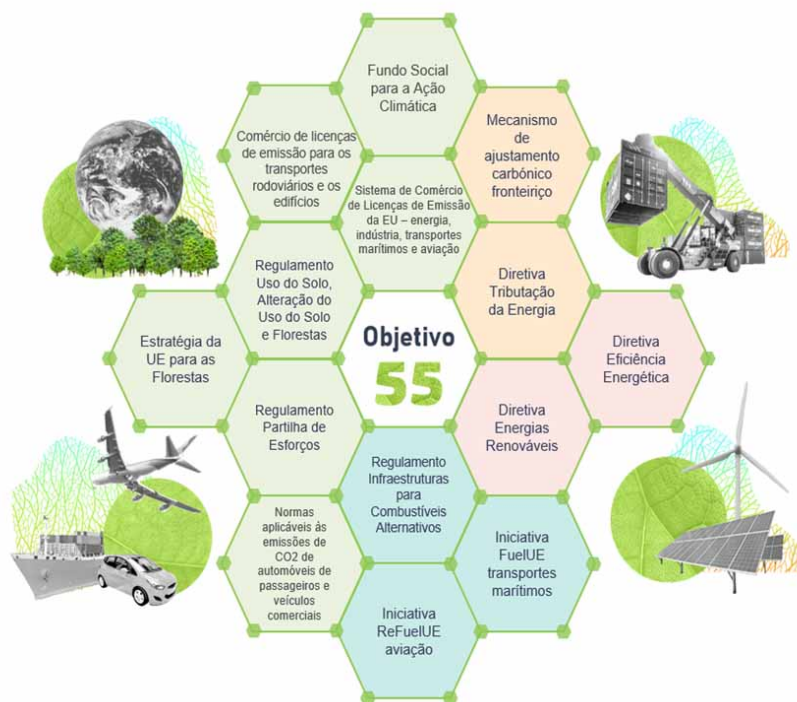 Fundo Social
para a Ação
Climática
Comércio de licenças
de emissão para os
transportes
rodoviários e os
edifícios
Mecanismo
de
ajustamento
carbónico
fronteiriço
Sistema de Comércio
de Licenças de Emissão
da EU – energia,
indústria, transportes
marítimos e aviação
Regulamento
Uso do Solo,
Alteração do
Uso do Solo
e Florestas
Diretiva
Tributação
da Energia
Estratégia da
UE para as
Florestas
Objetivo
55
Diretiva
Eficiência
Energética
Regulamento
Partilha de
Esforços
Diretiva
Energias
Renováveis
Regulamento
Infraestruturas
para
Combustíveis
Alternativos
Normas
aplicáveis às
emissões de
CO2 de
automóveis de
passageiros e
veículos
comerciais
Iniciativa
FuelUE
transportes
marítimos
Iniciativa
ReFuelUE
aviação